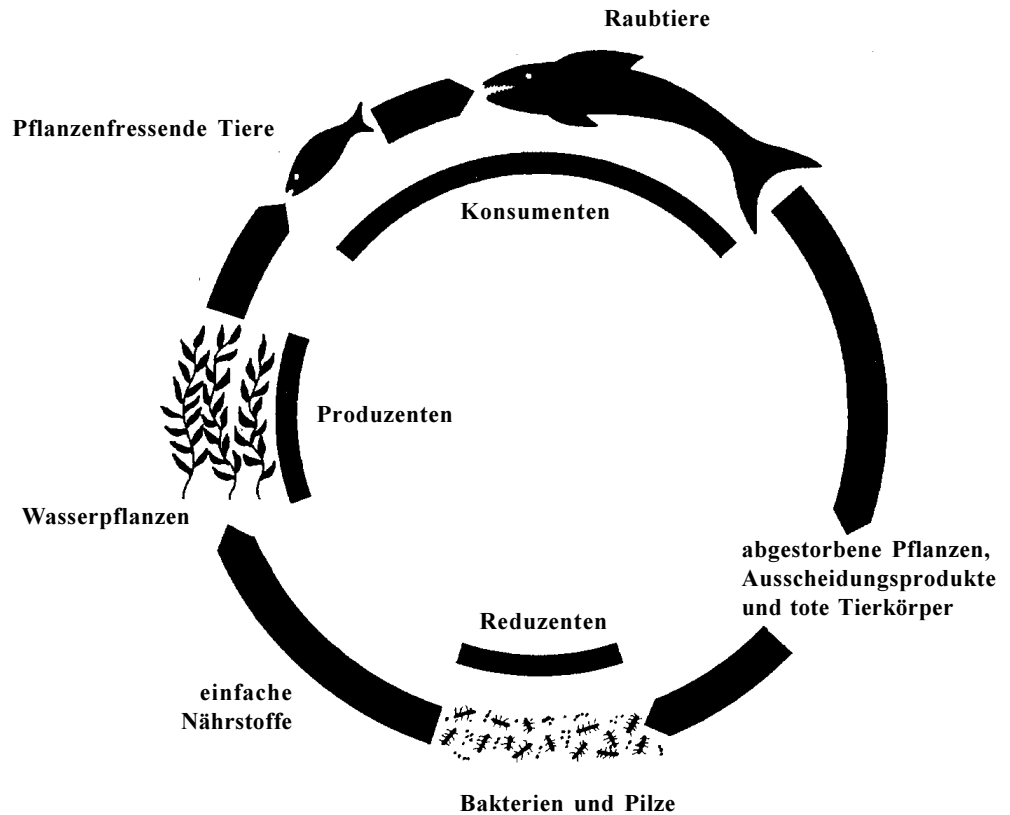 Raubtiere
Pflanzenfressende Tiere
Konsumenten
Produzenten
Wasserpflanzen
abgestorbene Pflanzen,
Ausscheidungsprodukte
und tote Tierkörper
Reduzenten
einfache
Nährstoffe
Bakterien und Pilze